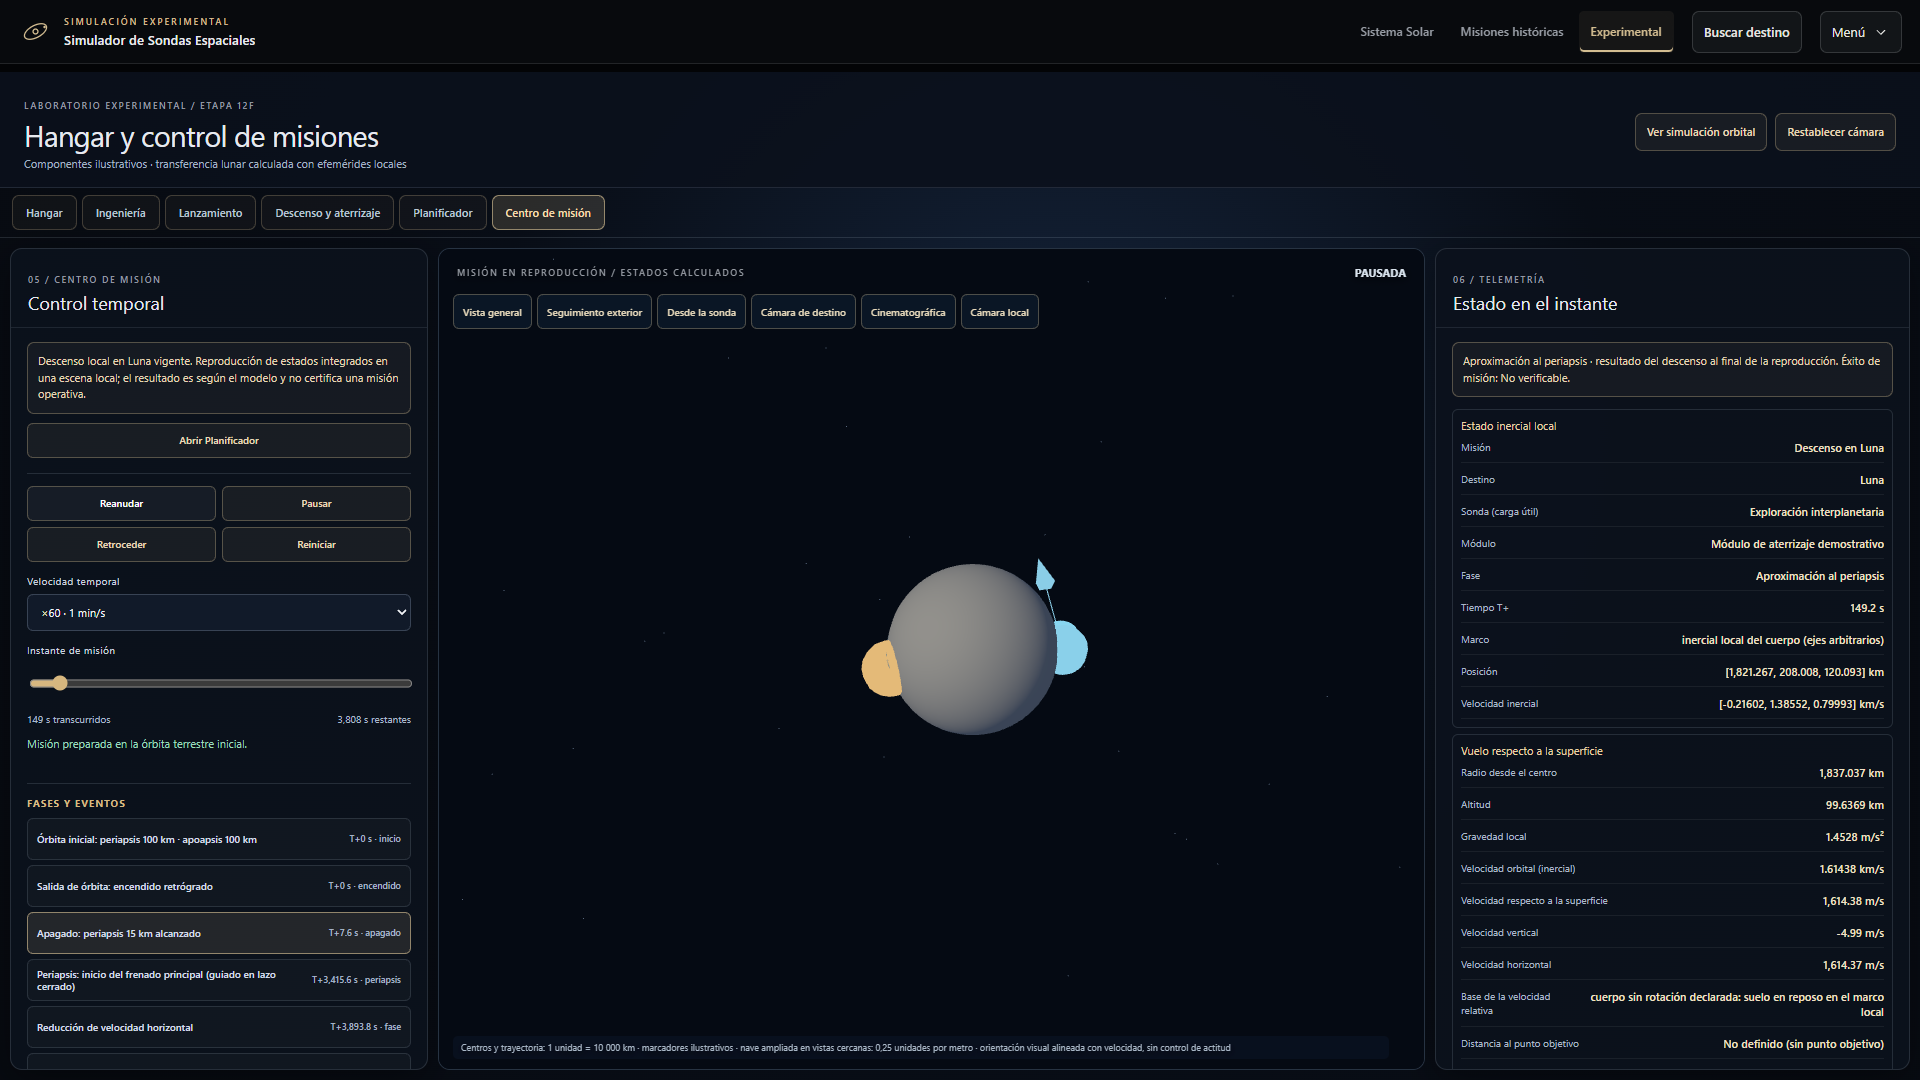 SIMULACIÓN EXPERIMENTAL
Simulador de Sondas Espaciales
Sistema Solar
Misiones históricas
Experimental
Buscar destino
Menú
LABORATORIO EXPERIMENTAL / ETAPA 12F
Hangar y control de misiones
Componentes ilustrativos · transferencia lunar calculada con efemérides locales
Ver simulación orbital
Restablecer cámara
Hangar
Ingeniería
Lanzamiento
Descenso y aterrizaje
Planificador
Centro de misión
05 / CENTRO DE MISIÓN
Control temporal
Descenso local en Luna vigente. Reproducción de estados integrados en
una escena local; el resultado es según el modelo y no certifica una misión
operativa.
Abrir Planificador
Reanudar
Pausar
Retroceder
Reiniciar
Velocidad temporal
×60 · 1 min/s
Instante de misión
149 s transcurridos
3,808 s restantes
Misión preparada en la órbita terrestre inicial.
FASES Y EVENTOS
Órbita inicial: periapsis 100 km · apoapsis 100 km
T+0 s · inicio
Salida de órbita: encendido retrógrado
T+0 s · encendido
Apagado: periapsis 15 km alcanzado
T+7.6 s · apagado
Periapsis: inicio del frenado principal (guiado en lazo
cerrado)
T+3,415.6 s · periapsis
Reducción de velocidad horizontal
T+3,893.8 s · fase
MISIÓN EN REPRODUCCIÓN / ESTADOS CALCULADOS
PAUSADA
Vista general
Seguimiento exterior
Desde la sonda
Cámara de destino
Cinematográfica
Cámara local
Centros y trayectoria: 1 unidad = 10 000 km · marcadores ilustrativos · nave ampliada en vistas cercanas: 0,25 unidades por metro · orientación visual alineada con velocidad, sin control de actitud
06 / TELEMETRÍA
Estado en el instante
Aproximación al periapsis · resultado del descenso al final de la reproducción. Éxito de
misión: No verificable.
Estado inercial local
Misión
Descenso en Luna
Destino
Luna
Sonda (carga útil)
Exploración interplanetaria
Módulo
Módulo de aterrizaje demostrativo
Fase
Aproximación al periapsis
Tiempo T+
149.2 s
Marco
inercial local del cuerpo (ejes arbitrarios)
Posición
[1,821.267, 208.008, 120.093] km
Velocidad inercial
[-0.21602, 1.38552, 0.79993] km/s
Vuelo respecto a la superficie
Radio desde el centro
1,837.037 km
Altitud
99.6369 km
Gravedad local
1.4528 m/s²
Velocidad orbital (inercial)
1.61438 km/s
Velocidad respecto a la superficie
1,614.38 m/s
Velocidad vertical
-4.99 m/s
Velocidad horizontal
1,614.37 m/s
Base de la velocidad
relativa
cuerpo sin rotación declarada: suelo en reposo en el marco
local
Distancia al punto objetivo
No definido (sin punto objetivo)